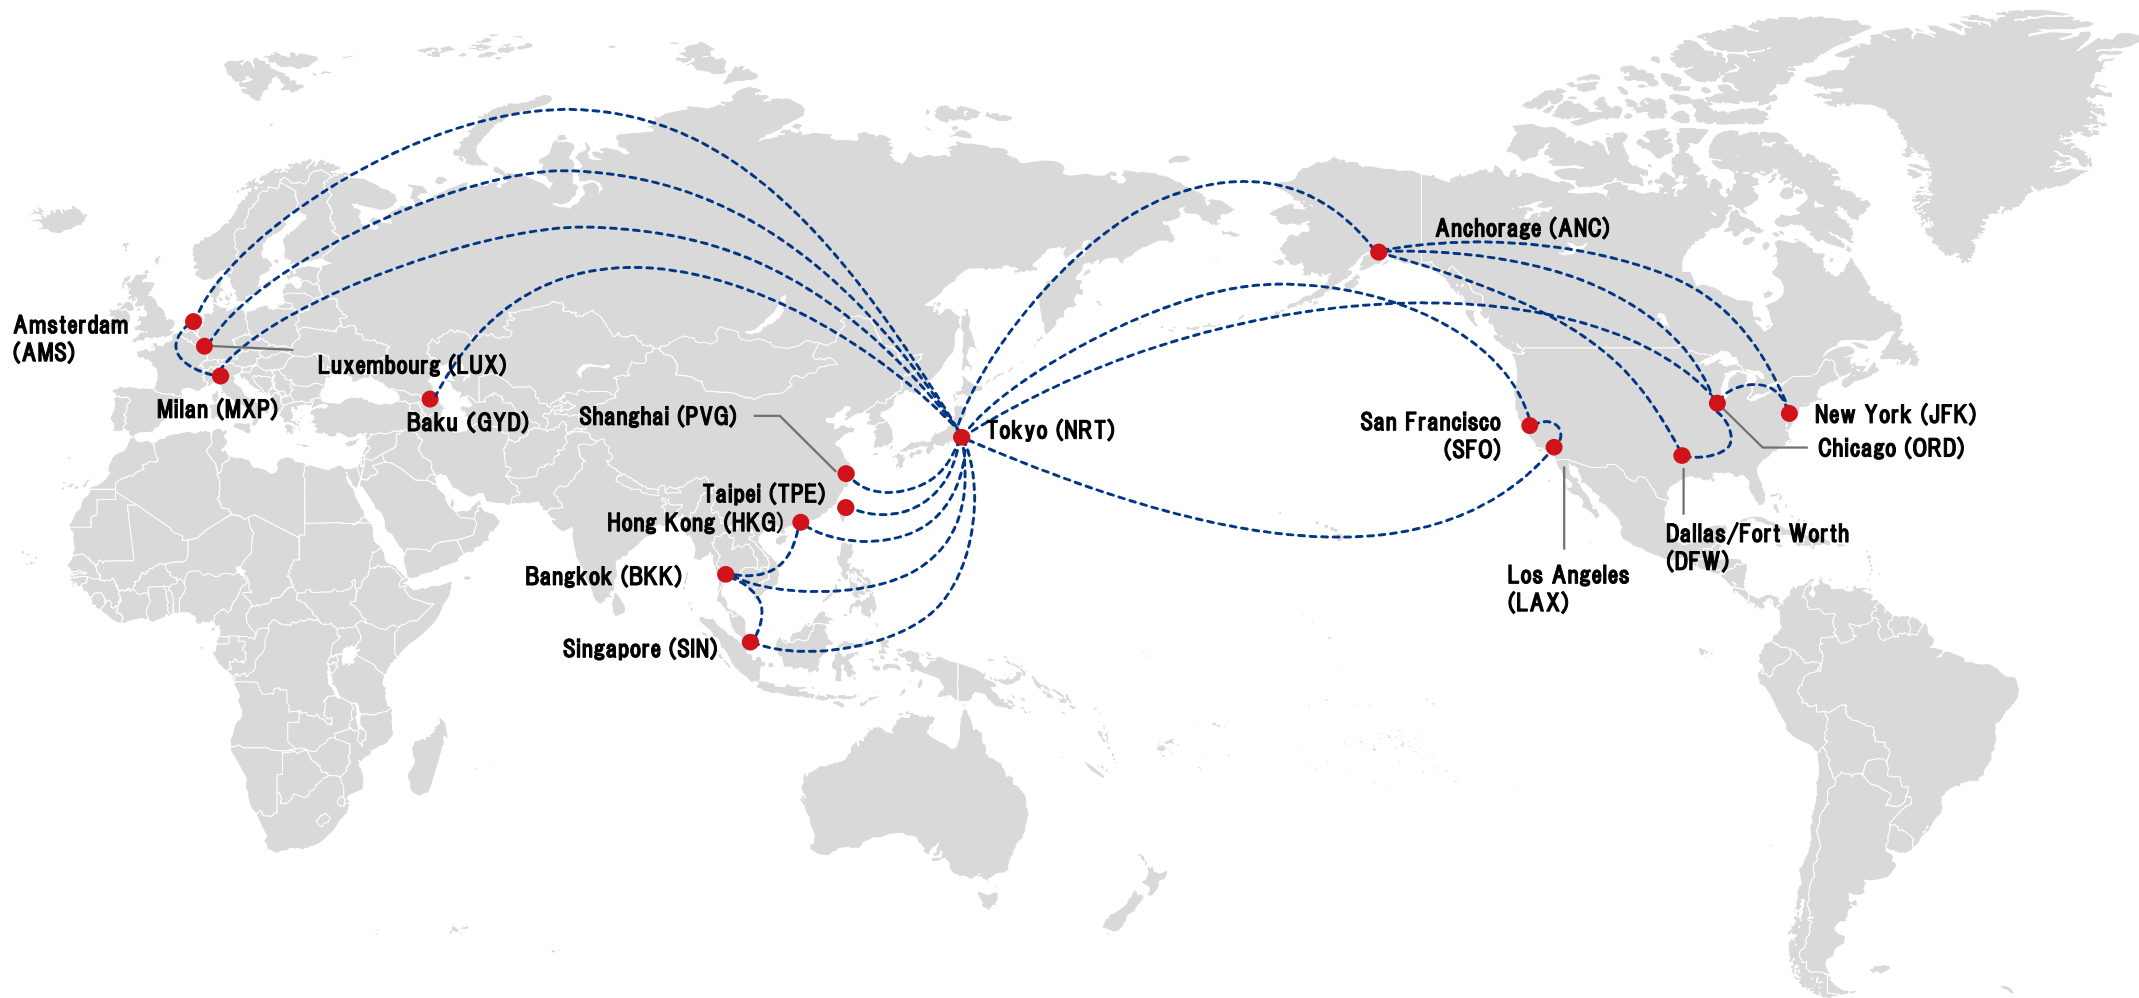 Anchorage (ANC)
Amsterdam
(AMS)
Luxembourg (LUX)
Milan (MXP)
Baku (GYD)
Shanghai (PVG)
Tokyo (NRT)
San Francisco
(SFO)
New York (JFK)
Chicago (ORD)
Taipei (TPE)
Hong Kong (HKG)
Dallas/Fort Worth
(DFW)
Bangkok (BKK)
Los Angeles
(LAX)
Singapore (SIN)